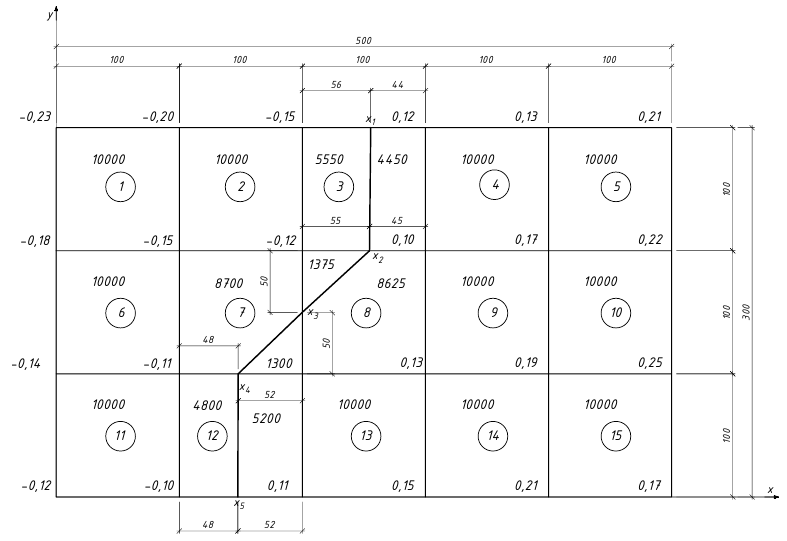 y
500
100 100 100 100 100
56 44
-0,23 -0,20 -0,15 x1 0,12 0,13 0,21
10000 10000 5550 4450 10000 10000
1 2 3 4 5
100
55 45
-0,18 -0,15 -0,12 0,10 0,17 0,22
x2
1375
10000 8700 50 8625 10000 10000
6 7 x3 8 9 10
100 300
48 50
-0,14 -0,11 1300 0,13 0,19 0,25
x4
52
10000 4800 5200 10000 10000 10000
11 12 13 14 15
100
-0,12 -0,10 0,11 0,15 0,21 0,17
x
x5
48 52